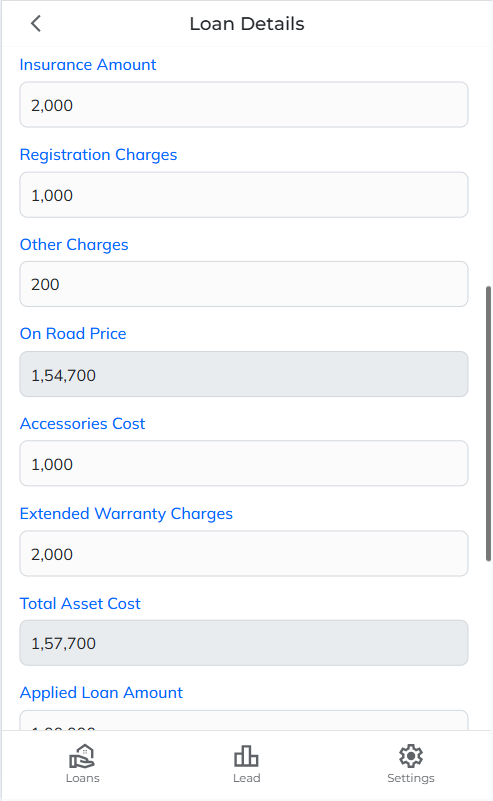 Loan Details
Insurance Amount
2,000
Registration Charges
1,000
Other Charges
200
On Road Price
1,54,700
Accessories Cost
1,000
Extended Warranty Charges
2,000
Total Asset Cost
1,57,700
Applied Loan Amount
Loans
Lead
Settings